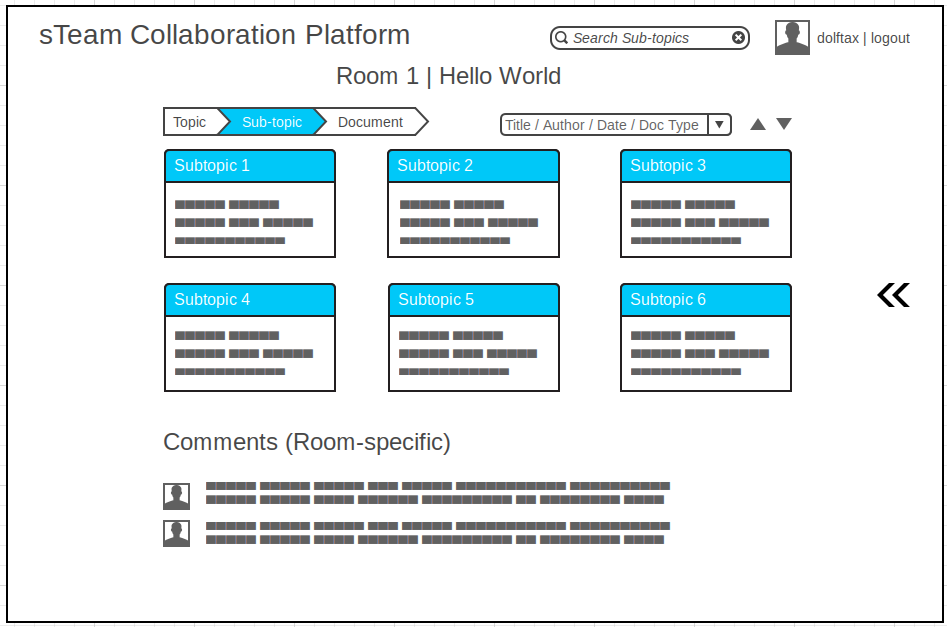 sTeam Collaboration Platform
Search Sub-topics
dolftax | logout
Room 1 | Hello World
Topic
Sub-topic
Document
Title / Author / Date / Doc Type
Subtopic 1
Subtopic 2
Subtopic 3
Subtopic 4
Subtopic 5
Subtopic 6
Comments (Room-specific)